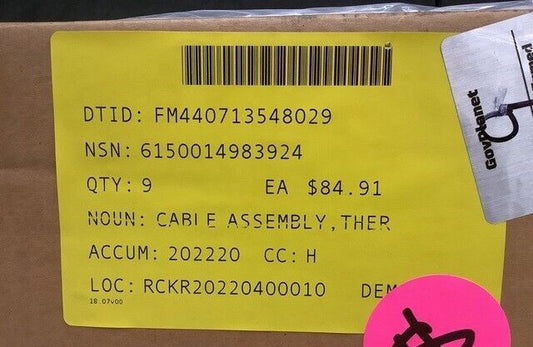 DTID: FM440713548029
NSN: 6150014983924
QTY: 9 EA $84.91
NOUN: CABLE ASSEMBLY, THER
ACCUM: 202220 CC: H
LOC: RCKR20220400010
18.07v00
GovPlanet